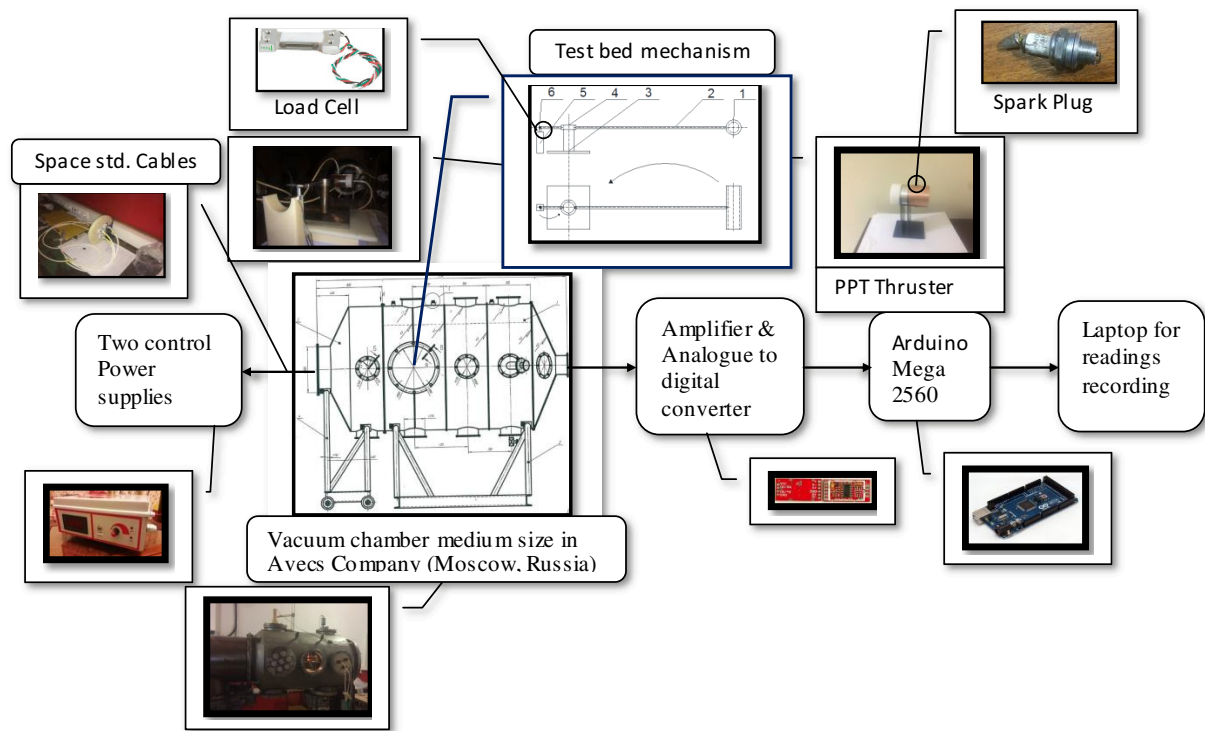 Test bed mechanism
Load Cell
6 5 4 3 2 1
Spark Plug
Space std. Cables
PPT Thruster
Two control
Power
supplies
Amplifier &
Analogue to
digital
converter
Arduino
Mega
2560
Laptop for
readings
recording
Vacuum chamber medium size in
Avecs Company (Moscow, Russia)